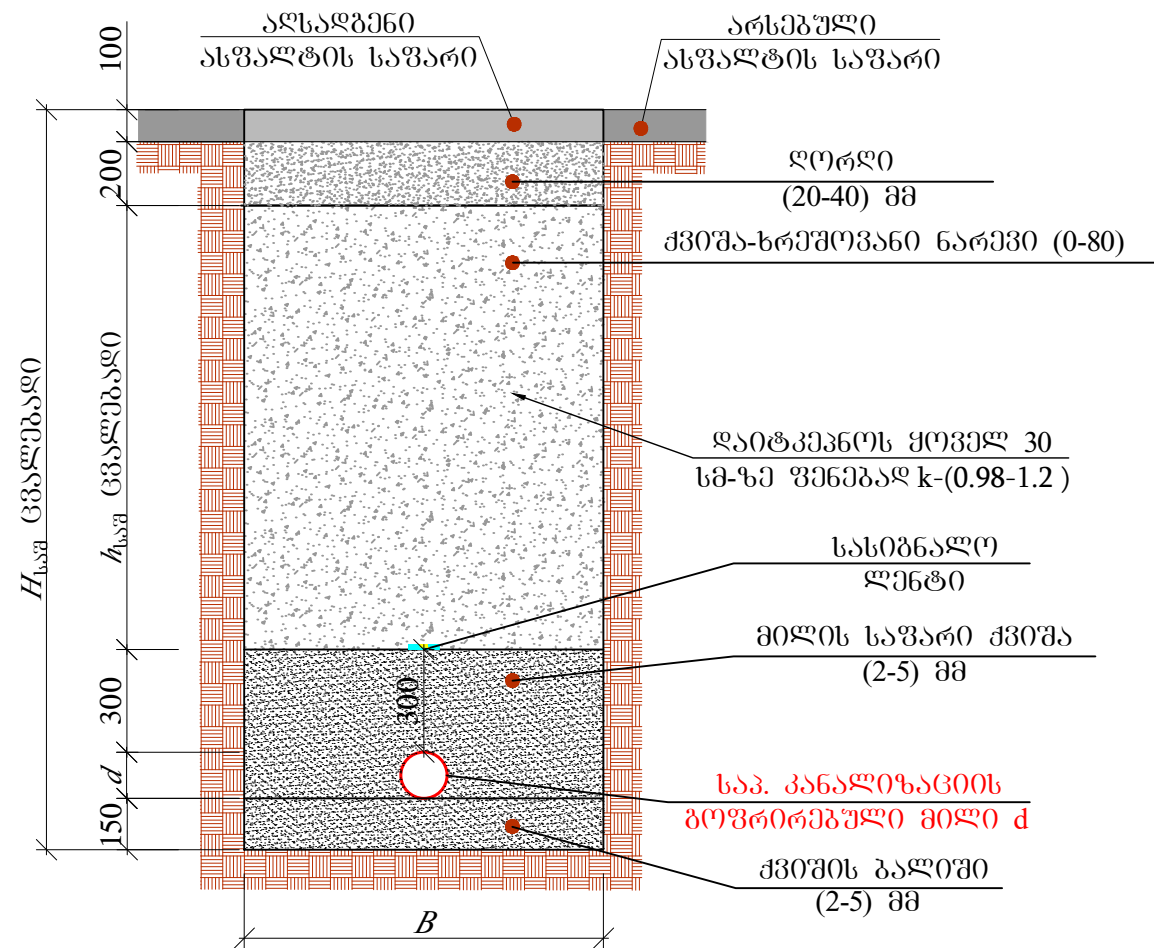 აღსადგენი
ასფალტის საფარი
არსებული
ასფალტის საფარი
100
200
ღორღი
(20-40) მმ
ქვიშა-ხრეშოვანი ნარევი (0-80)
Hსაშ ცვალებადი
hსაშ ცვალებადი
დაიტკეპნოს ყოველ 30
სმ-ზე ფენებად k-(0.98-1.2 )
სასიგნალო
ლენტი
მილის საფარი ქვიშა
(2-5) მმ
300
300
d
საპ. კანალიზაციის
გოფრირებული მილი d
150
ქვიშის ბალიში
(2-5) მმ
B